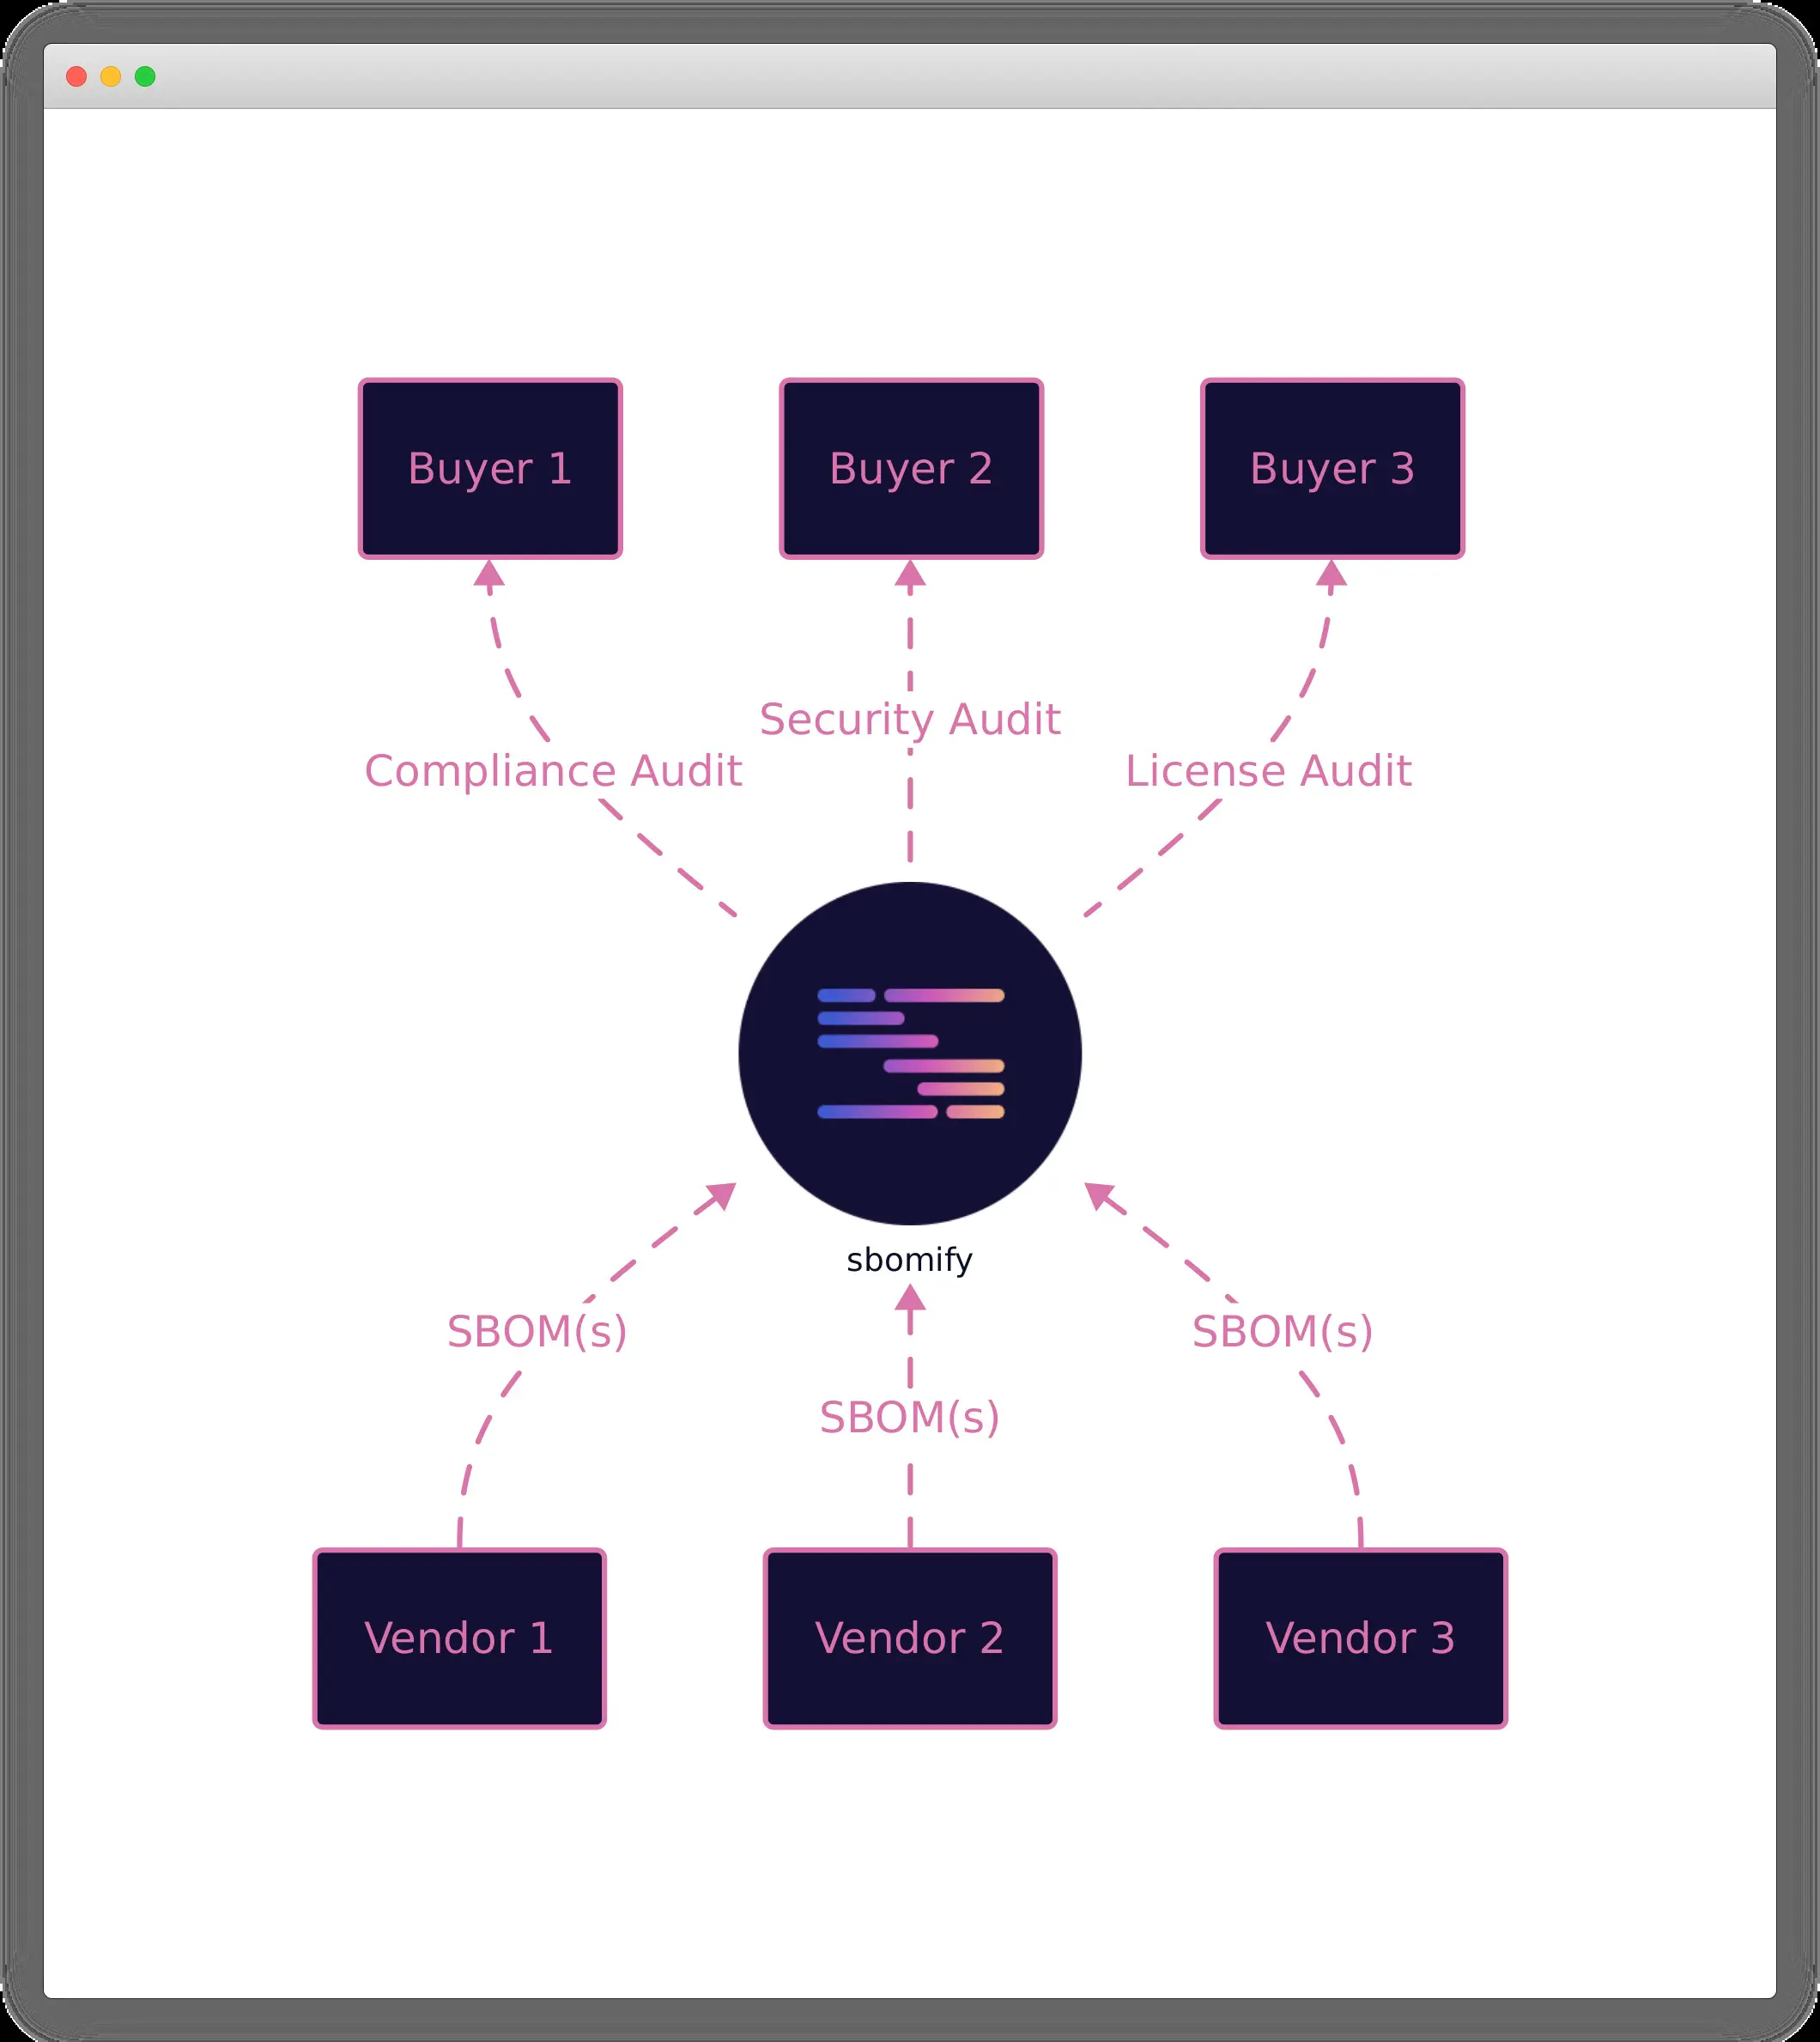 Buyer 1
Buyer 2
Buyer 3
Security Audit
Compliance Audit
License Audit
sbomify
SBOM(s)
SBOM(s)
SBOM(s)
Vendor 1
Vendor 2
Vendor 3